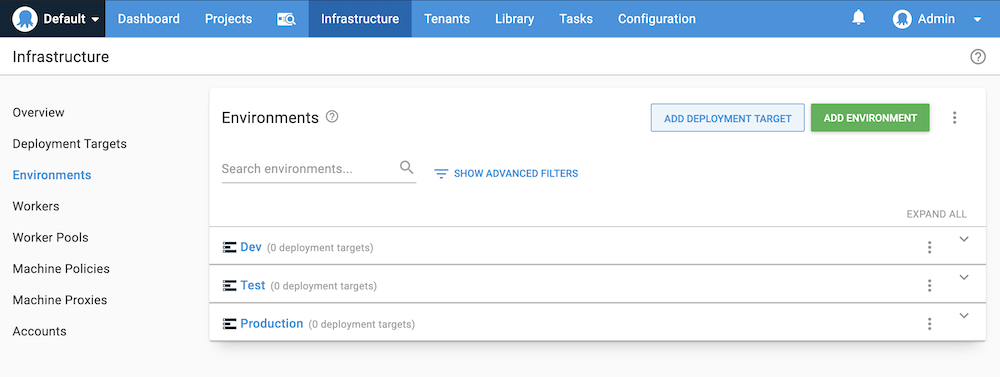 Default Dashboard Projects Infrastructure Tenants Library Tasks Configuration Admin
Infrastructure
Overview
Deployment Targets
Environments
Workers
Worker Pools
Machine Policies
Machine Proxies
Accounts
Environments ADD DEPLOYMENT TARGET ADD ENVIRONMENT
Search environments... SHOW ADVANCED FILTERS
EXPAND ALL
Dev (0 deployment targets)
Test (0 deployment targets)
Production (0 deployment targets)